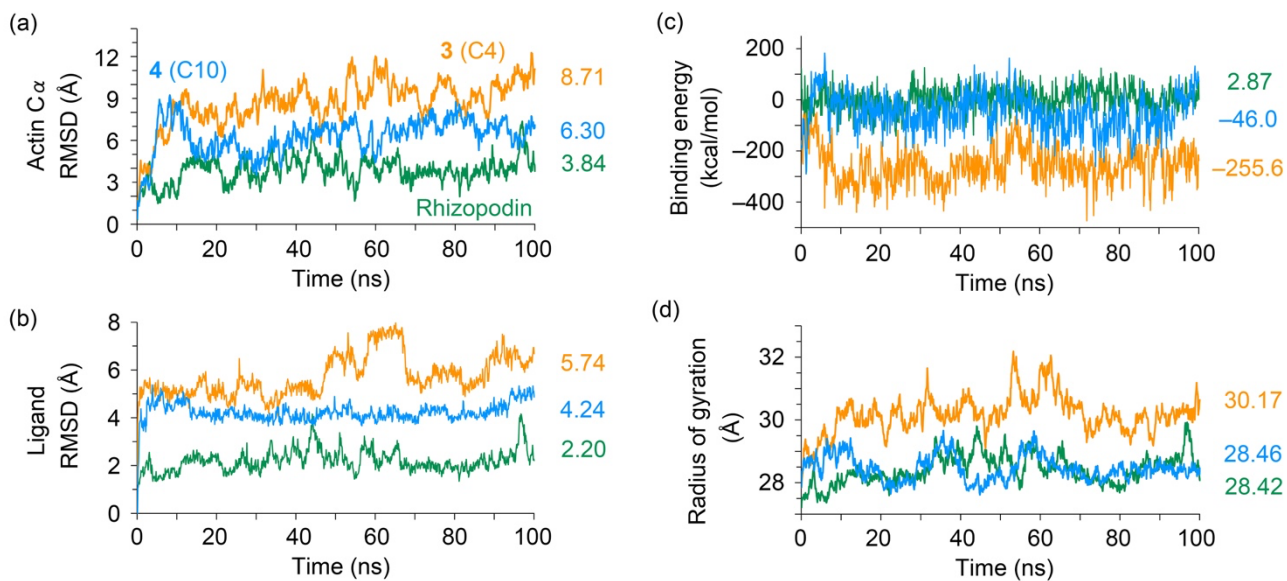 (a)
Actin Cα
RMSD (Å)
12
9
6
3
0
4 (C10)
3 (C4)
8.71
6.30
3.84
Rhizopodin
0 20 40 60 80 100
Time (ns)
(b)
Ligand
RMSD (Å)
8
6
4
2
0
5.74
4.24
2.20
0 20 40 60 80 100
Time (ns)
(c)
Binding energy
(kcal/mol)
200
0
–200
–400
2.87
–46.0
–255.6
0 20 40 60 80 100
Time (ns)
(d)
Radius of gyration
(Å)
32
30
28
30.17
28.46
28.42
0 20 40 60 80 100
Time (ns)